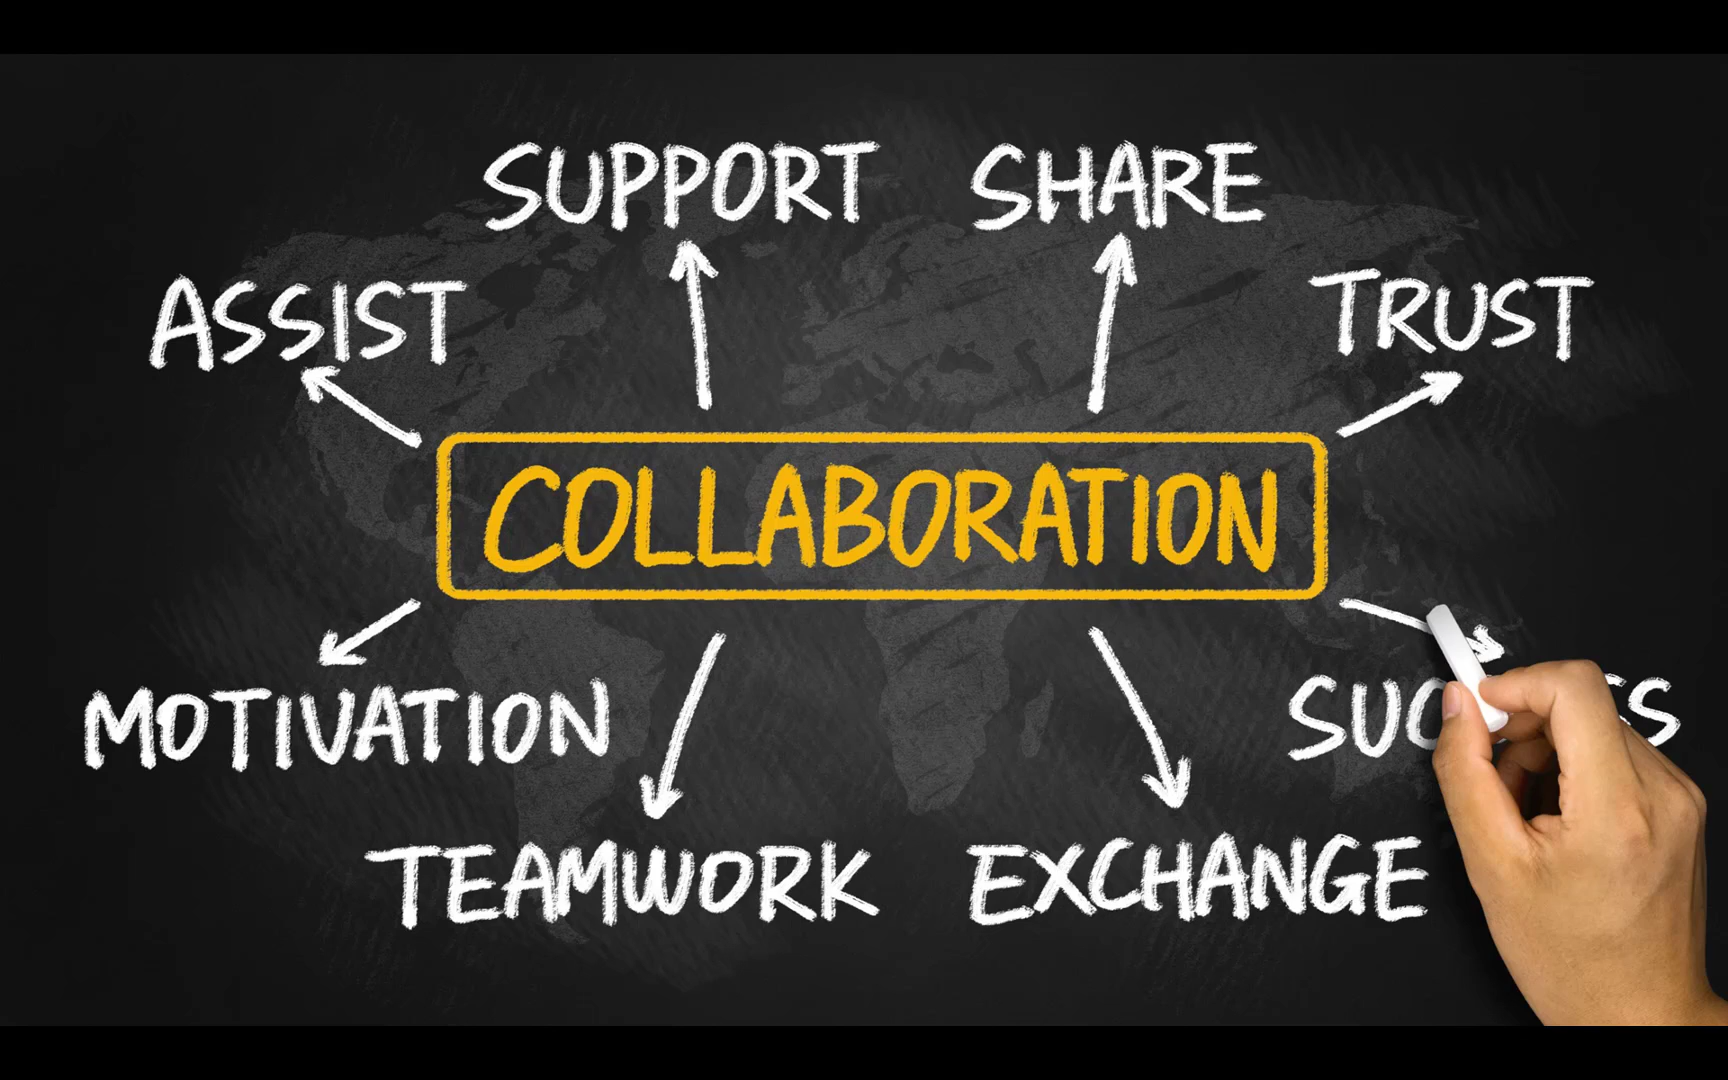 SUPPORT SHARE
ASSIST TRUST
COLLABORATION
MOTIVATION
TEAMWORK EXCHANGE